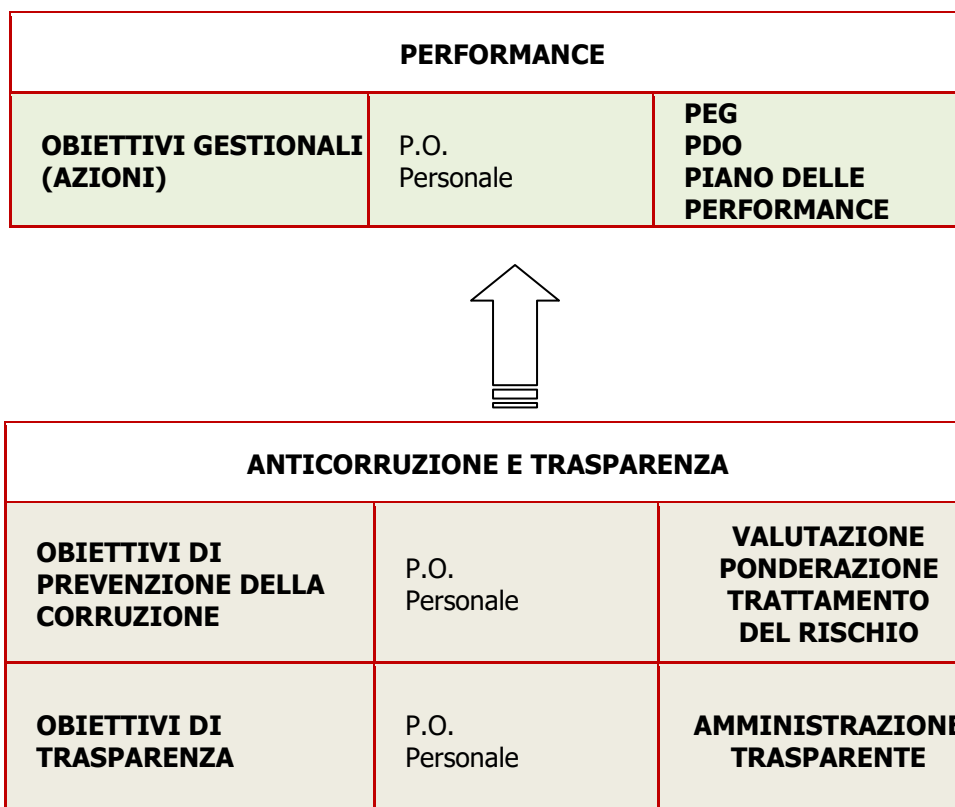 PERFORMANCE
OBIETTIVI GESTIONALI
(AZIONI)
P.O.
Personale
PEG
PDO
PIANO DELLE
PERFORMANCE
ANTICORRUZIONE E TRASPARENZA
OBIETTIVI DI
PREVENZIONE DELLA
CORRUZIONE
P.O.
Personale
VALUTAZIONE
PONDERAZIONE
TRATTAMENTO
DEL RISCHIO
OBIETTIVI DI
TRASPARENZA
P.O.
Personale
AMMINISTRAZIONE
TRASPARENTE